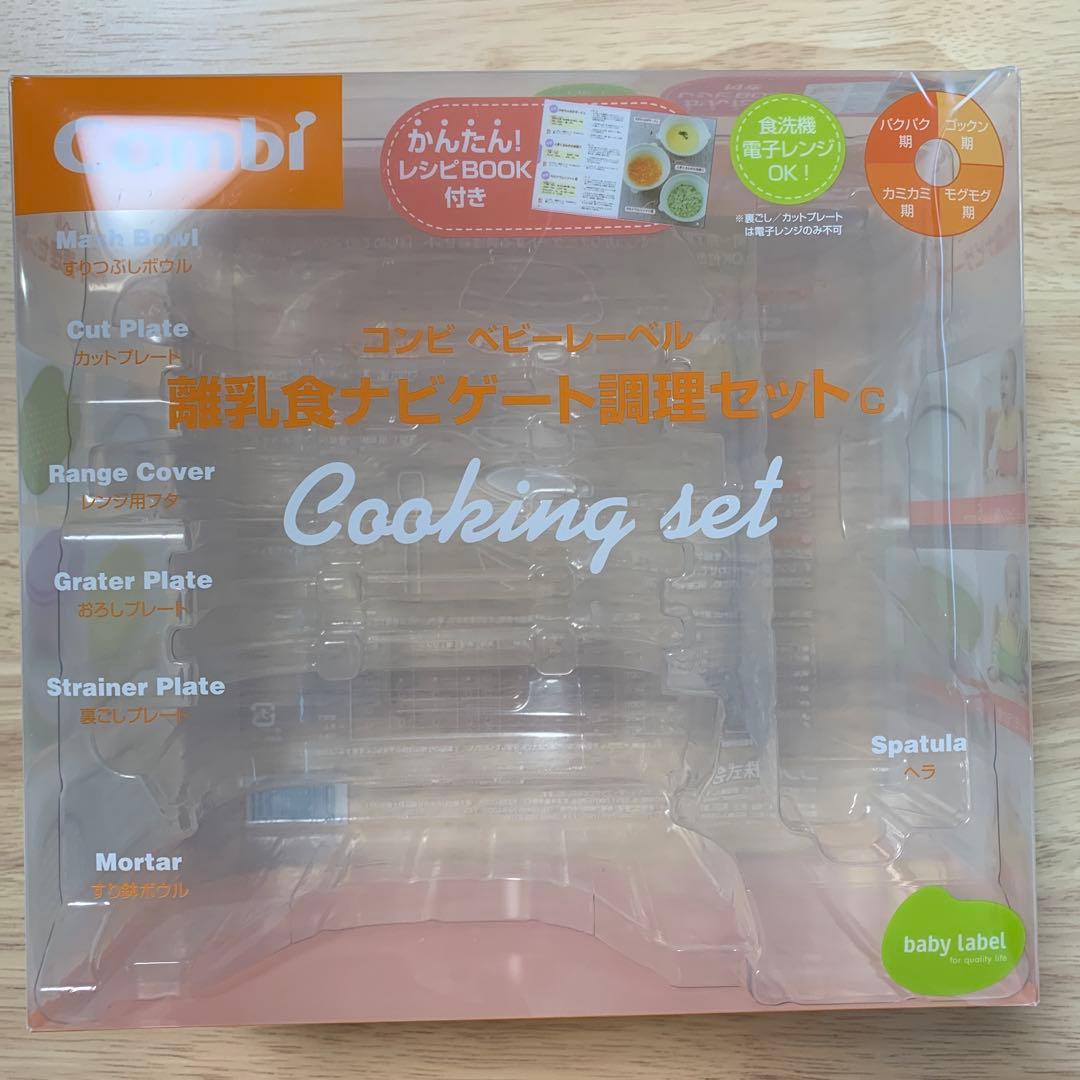 Combi
かんたん!
レシピBOOK
付き
食洗機
電子レンジ
OK!
※裏ごし/カットプレート
は電子レンジのみ不可
パクパク
期
ゴックン
期
カミカミ
期
モグモグ
期
Mash Bowl
すりつぶしボウル
Cut Plate
カットプレート
コンビ ベビーレーベル
離乳食ナビゲート調理セットC
Range Cover
レンジ用フタ
Cooking set
Grater Plate
おろしプレート
Strainer Plate
裏ごしプレート
Spatula
ヘラ
Mortar
すり鉢ボウル
baby label
for quality life